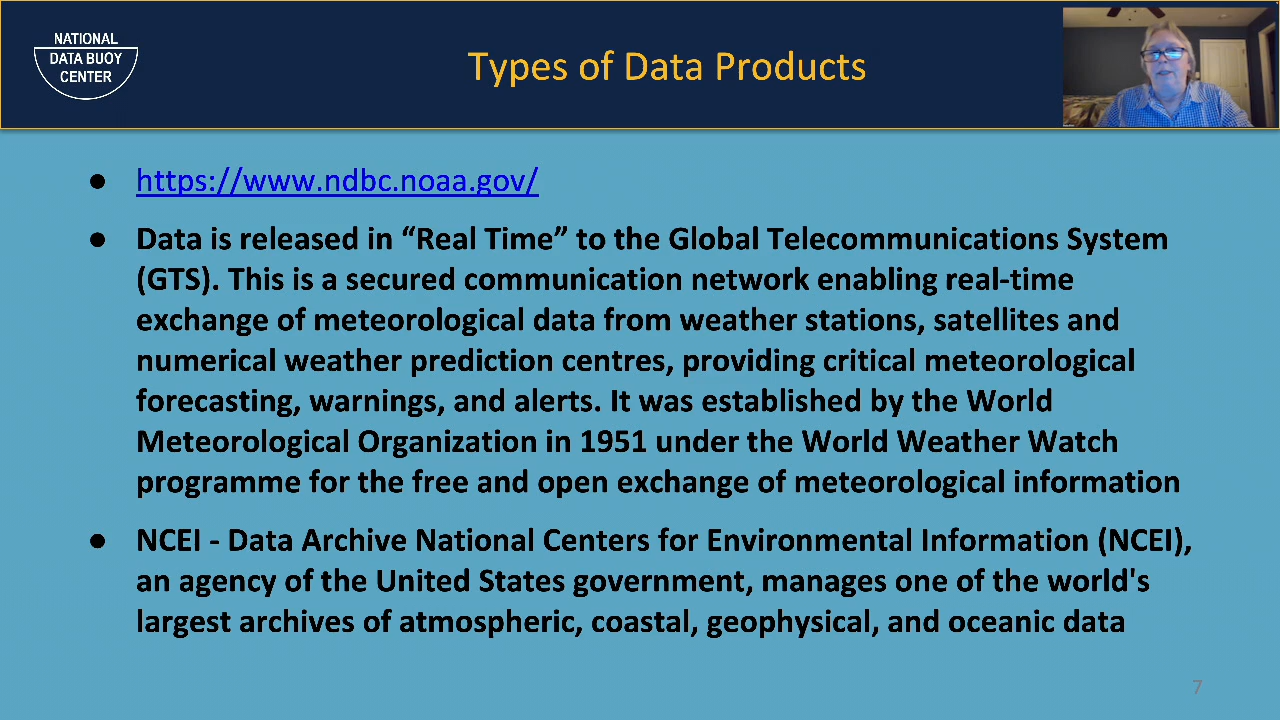 NATIONAL
DATA BUOY
CENTER
Types of Data Products
● https://www.ndbc.noaa.gov/
● Data is released in “Real Time” to the Global Telecommunications System
(GTS). This is a secured communication network enabling real-time
exchange of meteorological data from weather stations, satellites and
numerical weather prediction centres, providing critical meteorological
forecasting, warnings, and alerts. It was established by the World
Meteorological Organization in 1951 under the World Weather Watch
programme for the free and open exchange of meteorological information
● NCEI - Data Archive National Centers for Environmental Information (NCEI),
an agency of the United States government, manages one of the world's
largest archives of atmospheric, coastal, geophysical, and oceanic data
7